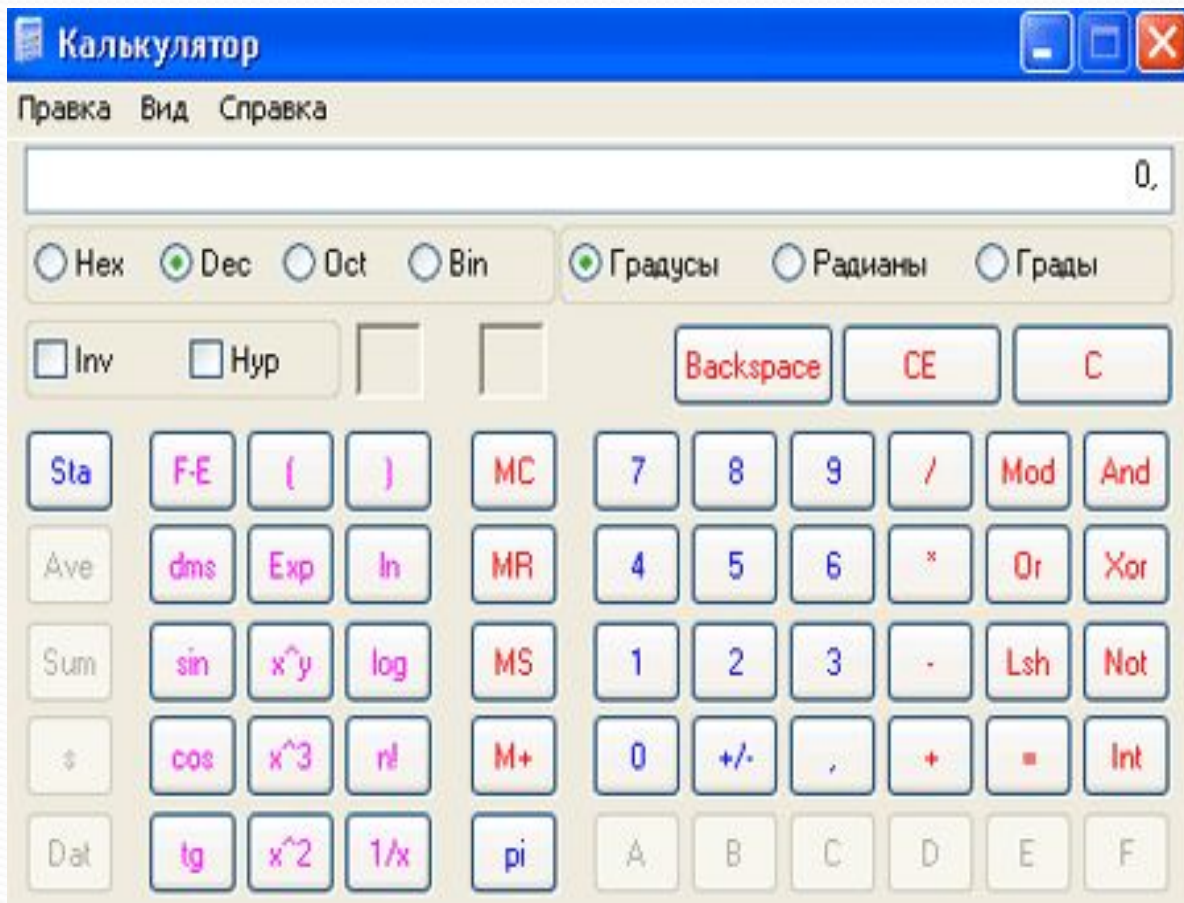 Калькулятор
Правка Вид Справка
0,
Hex Dec Oct Bin Градусы Радианы Грады
Inv Hyp Backspace CE C
Sta F-E ( ) MC 7 8 9 / Mod And
Ave dms Exp ln MR 4 5 6 * Or Xor
Sum sin x^y log MS 1 2 3 - Lsh Not
s cos x^3 n! M+ 0 +/- , + = Int
Dat tg x^2 1/x pi A B C D E F